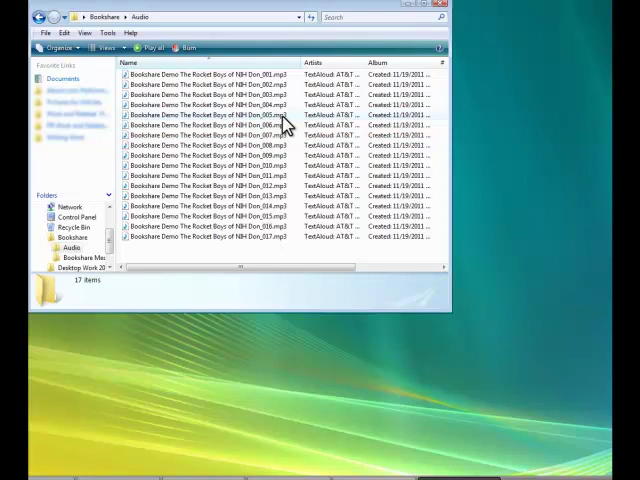 Bookshare ▸ Audio
Search
File Edit View Tools Help
Organize Views Play all Burn
Favorite Links
Documents
Name Artists Album #
Bookshare Demo The Rocket Boys of NIH Don_001.mp3 TextAloud: AT&T ... Created: 11/19/2011 ...
Bookshare Demo The Rocket Boys of NIH Don_002.mp3 TextAloud: AT&T ... Created: 11/19/2011 ...
Bookshare Demo The Rocket Boys of NIH Don_003.mp3 TextAloud: AT&T ... Created: 11/19/2011 ...
Bookshare Demo The Rocket Boys of NIH Don_004.mp3 TextAloud: AT&T ... Created: 11/19/2011 ...
Bookshare Demo The Rocket Boys of NIH Don_005.mp3 TextAloud: AT&T ... Created: 11/19/2011 ...
Bookshare Demo The Rocket Boys of NIH Don_006.mp3 TextAloud: AT&T ... Created: 11/19/2011 ...
Bookshare Demo The Rocket Boys of NIH Don_007.mp3 TextAloud: AT&T ... Created: 11/19/2011 ...
Bookshare Demo The Rocket Boys of NIH Don_008.mp3 TextAloud: AT&T ... Created: 11/19/2011 ...
Bookshare Demo The Rocket Boys of NIH Don_009.mp3 TextAloud: AT&T ... Created: 11/19/2011 ...
Bookshare Demo The Rocket Boys of NIH Don_010.mp3 TextAloud: AT&T ... Created: 11/19/2011 ...
Bookshare Demo The Rocket Boys of NIH Don_011.mp3 TextAloud: AT&T ... Created: 11/19/2011 ...
Bookshare Demo The Rocket Boys of NIH Don_012.mp3 TextAloud: AT&T ... Created: 11/19/2011 ...
Bookshare Demo The Rocket Boys of NIH Don_013.mp3 TextAloud: AT&T ... Created: 11/19/2011 ...
Bookshare Demo The Rocket Boys of NIH Don_014.mp3 TextAloud: AT&T ... Created: 11/19/2011 ...
Bookshare Demo The Rocket Boys of NIH Don_015.mp3 TextAloud: AT&T ... Created: 11/19/2011 ...
Bookshare Demo The Rocket Boys of NIH Don_016.mp3 TextAloud: AT&T ... Created: 11/19/2011 ...
Bookshare Demo The Rocket Boys of NIH Don_017.mp3 TextAloud: AT&T ... Created: 11/19/2011 ...
Folders
Network
Control Panel
Recycle Bin
Bookshare
Audio
Bookshare Me
Desktop Work 20
17 items